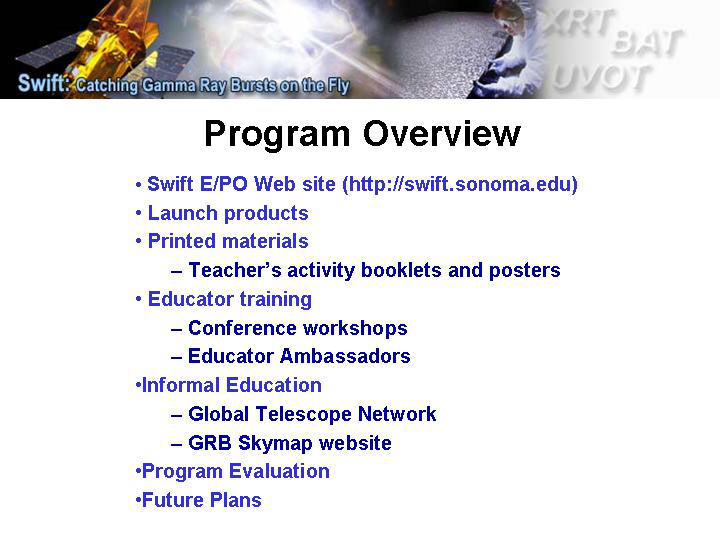 XRT
BAT
UVOT
Swift: Catching Gamma Ray Bursts on the Fly
Program Overview
• Swift E/PO Web site (http://swift.sonoma.edu)
• Launch products
• Printed materials
– Teacher’s activity booklets and posters
• Educator training
– Conference workshops
– Educator Ambassadors
•Informal Education
– Global Telescope Network
– GRB Skymap website
•Program Evaluation
•Future Plans